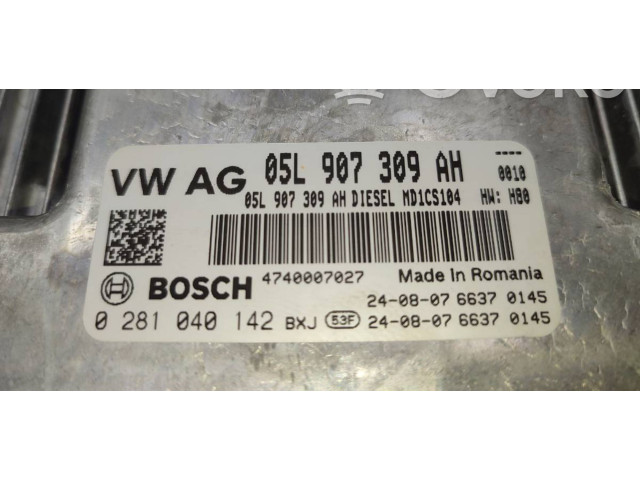 VW AG 05L 907 309 AH ----
0010
05L 907 309 AH DIESEL MD1CS104 HW: H80
BOSCH 4740007027 Made in Romania
24-08-07 6637 0145
0 281 040 142 BXJ 53F 24-08-07 6637 0145